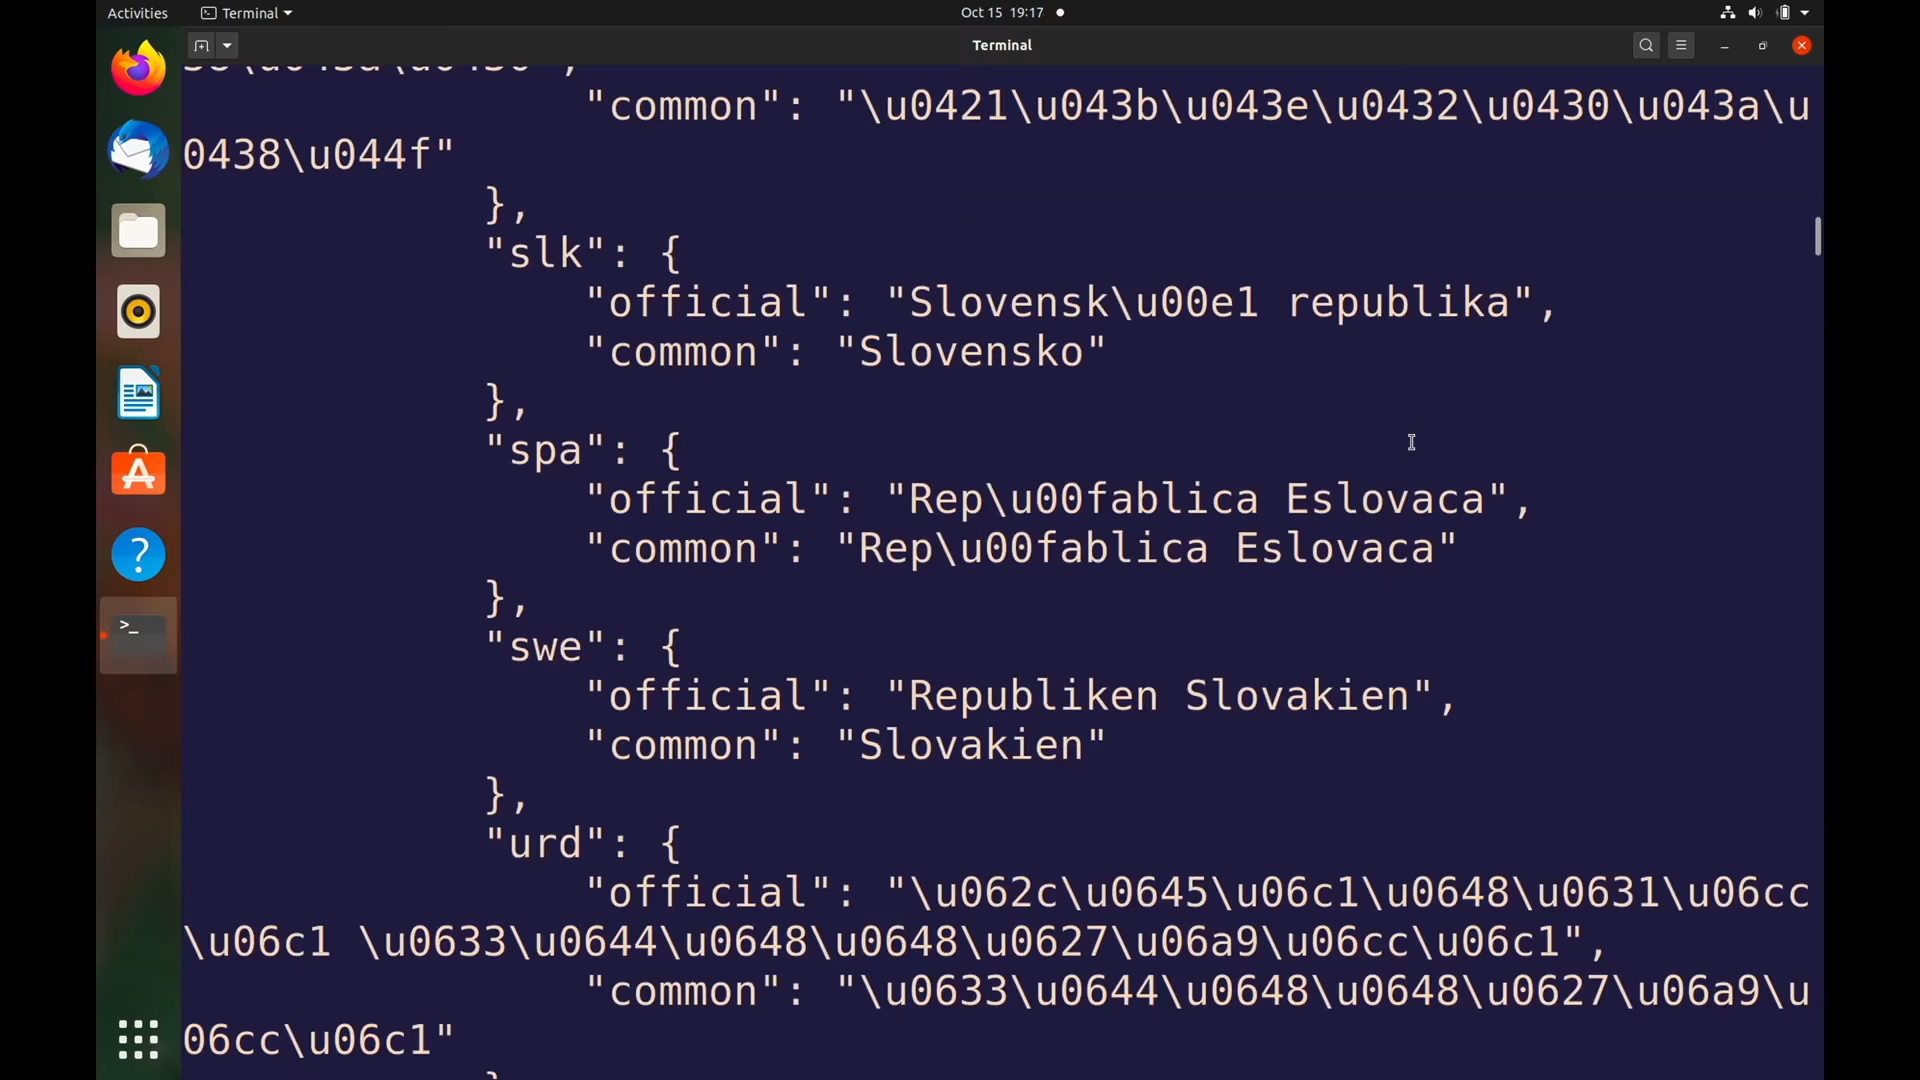 Activities
Terminal
Oct 15 19:17
Terminal
"common": "\u0421\u043b\u043e\u0432\u0430\u043a\u
0438\u044f"
},
"slk": {
"official": "Slovensk\u00e1 republika",
"common": "Slovensko"
},
"spa": {
"official": "Rep\u00fablica Eslovaca",
"common": "Rep\u00fablica Eslovaca"
},
"swe": {
"official": "Republiken Slovakien",
"common": "Slovakien"
},
"urd": {
"official": "\u062c\u0645\u06c1\u0648\u0631\u06cc
\u06c1 \u0633\u0644\u0648\u0648\u0627\u06a9\u06cc\u06c1",
"common": "\u0633\u0644\u0648\u0648\u0627\u06a9\u
06cc\u06c1"